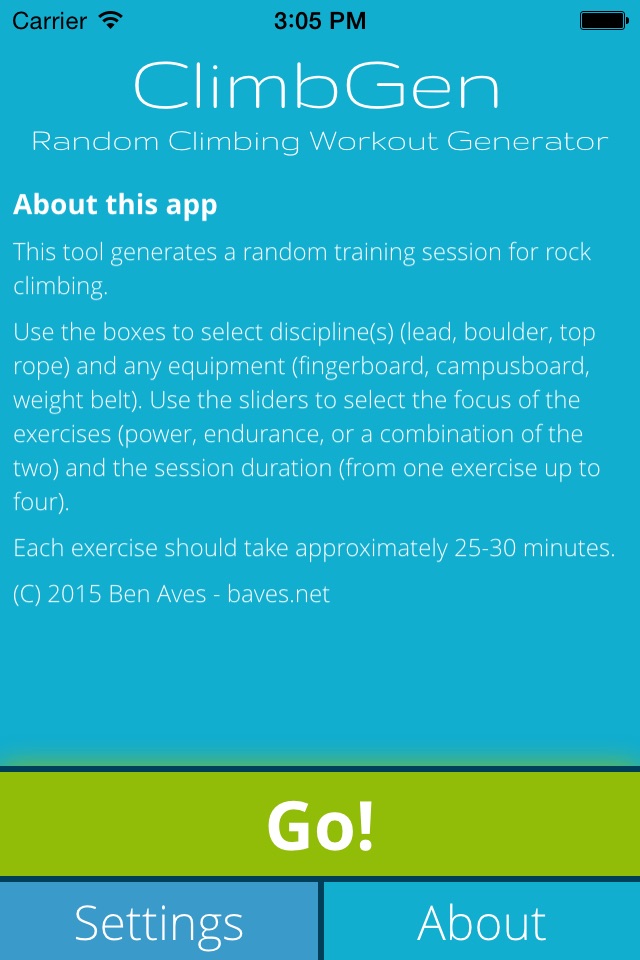 Carrier 3:05 PM
ClimbGen
Random Climbing Workout Generator
About this app
This tool generates a random training session for rock
climbing.
Use the boxes to select discipline(s) (lead, boulder, top
rope) and any equipment (fingerboard, campusboard,
weight belt). Use the sliders to select the focus of the
exercises (power, endurance, or a combination of the
two) and the session duration (from one exercise up to
four).
Each exercise should take approximately 25-30 minutes.
(C) 2015 Ben Aves - baves.net
Go!
Settings About